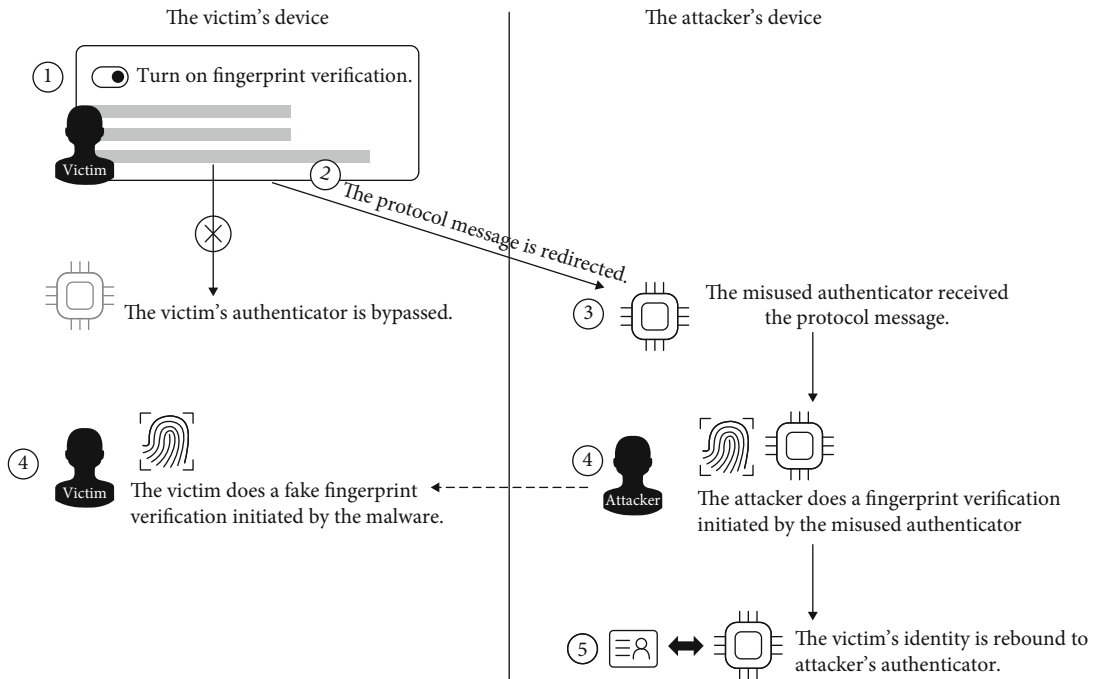 The victim's device
The attacker's device
1
Turn on fingerprint verification.
Victim
2
The protocol message is redirected.
The victim's authenticator is bypassed.
3
The misused authenticator received
the protocol message.
4
Victim
The victim does a fake fingerprint
verification initiated by the malware.
4
Attacker
The attacker does a fingerprint verification
initiated by the misused authenticator
5
The victim's identity is rebound to
attacker's authenticator.